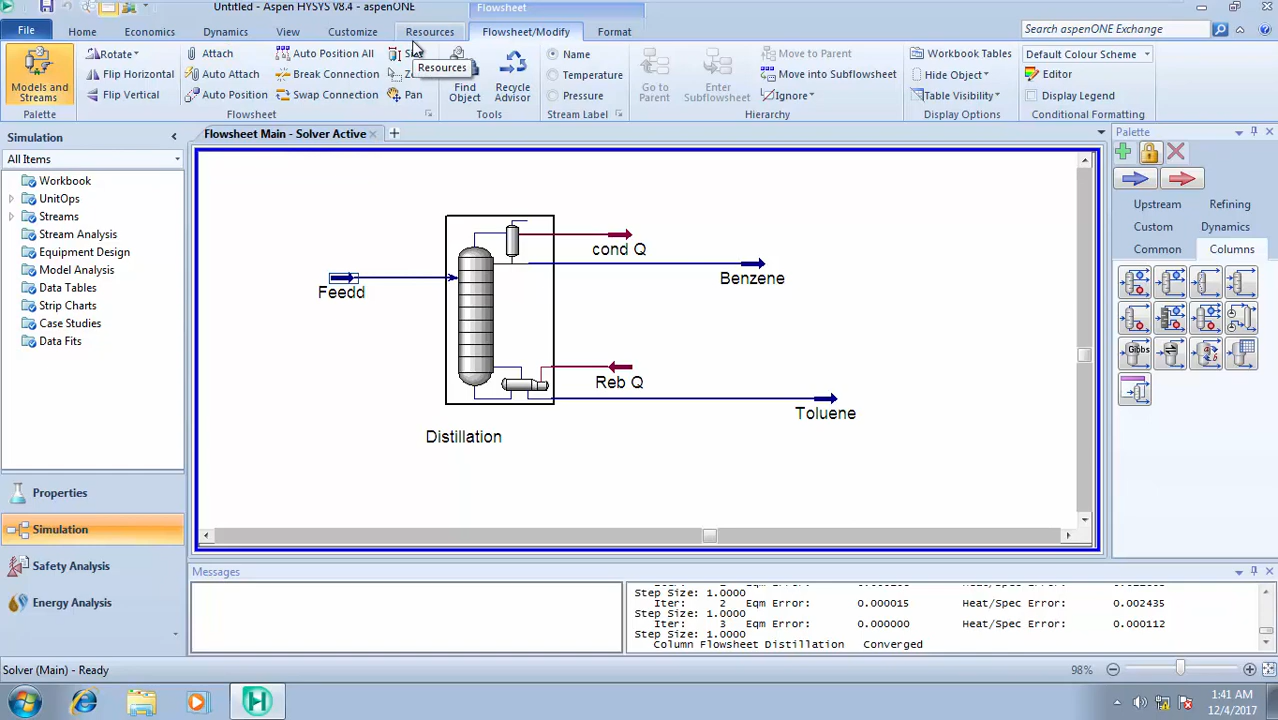 Untitled - Aspen HYSYS V8.4 - aspenONE
Flowsheet
File
Home
Economics
Dynamics
View
Customize
Resources
Flowsheet/Modify
Format
Search aspenONE Exchange
Models and Streams
Palette
Rotate
Flip Horizontal
Flip Vertical
Attach
Auto Attach
Auto Position
Auto Position All
Break Connection
Swap Connection
Pan
Flowsheet
Resources
Find Object
Recycle Advisor
Tools
Name
Temperature
Pressure
Stream Label
Go to Parent
Enter Subflowsheet
Move to Parent
Move into Subflowsheet
Ignore
Hierarchy
Workbook Tables
Hide Object
Table Visibility
Display Options
Default Colour Scheme
Editor
Display Legend
Conditional Formatting
Simulation
All Items
Workbook
UnitOps
Streams
Stream Analysis
Equipment Design
Model Analysis
Data Tables
Strip Charts
Case Studies
Data Fits
Properties
Simulation
Safety Analysis
Energy Analysis
Flowsheet Main - Solver Active
Feedd
cond Q
Benzene
Reb Q
Toluene
Distillation
Palette
Upstream
Refining
Custom
Dynamics
Common
Columns
Gibbs
Messages
Step Size: 1.0000
Iter: 2 Eqm Error: 0.000015 Heat/Spec Error: 0.002435
Step Size: 1.0000
Iter: 3 Eqm Error: 0.000000 Heat/Spec Error: 0.000112
Step Size: 1.0000
Column Flowsheet Distillation Converged
Solver (Main) - Ready
98%
1:41 AM
12/4/2017